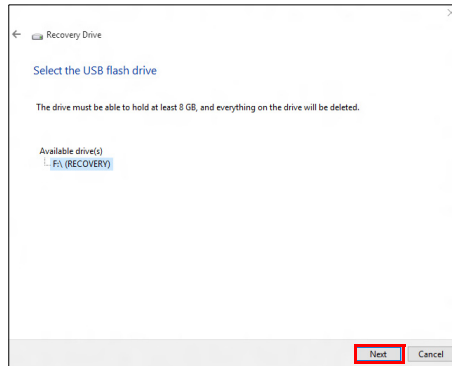 Recovery Drive
Select the USB flash drive
The drive must be able to hold at least 8 GB, and everything on the drive will be deleted.
Available drive(s)
F:\ (RECOVERY)
Next Cancel